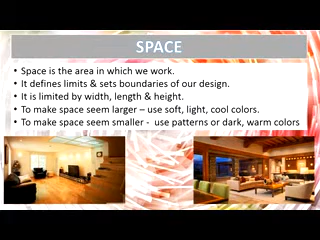 SPACE
• Space is the area in which we work.
• It defines limits & sets boundaries of our design.
• It is limited by width, length & height.
• To make space seem larger – use soft, light, cool colors.
• To make space seem smaller - use patterns or dark, warm colors